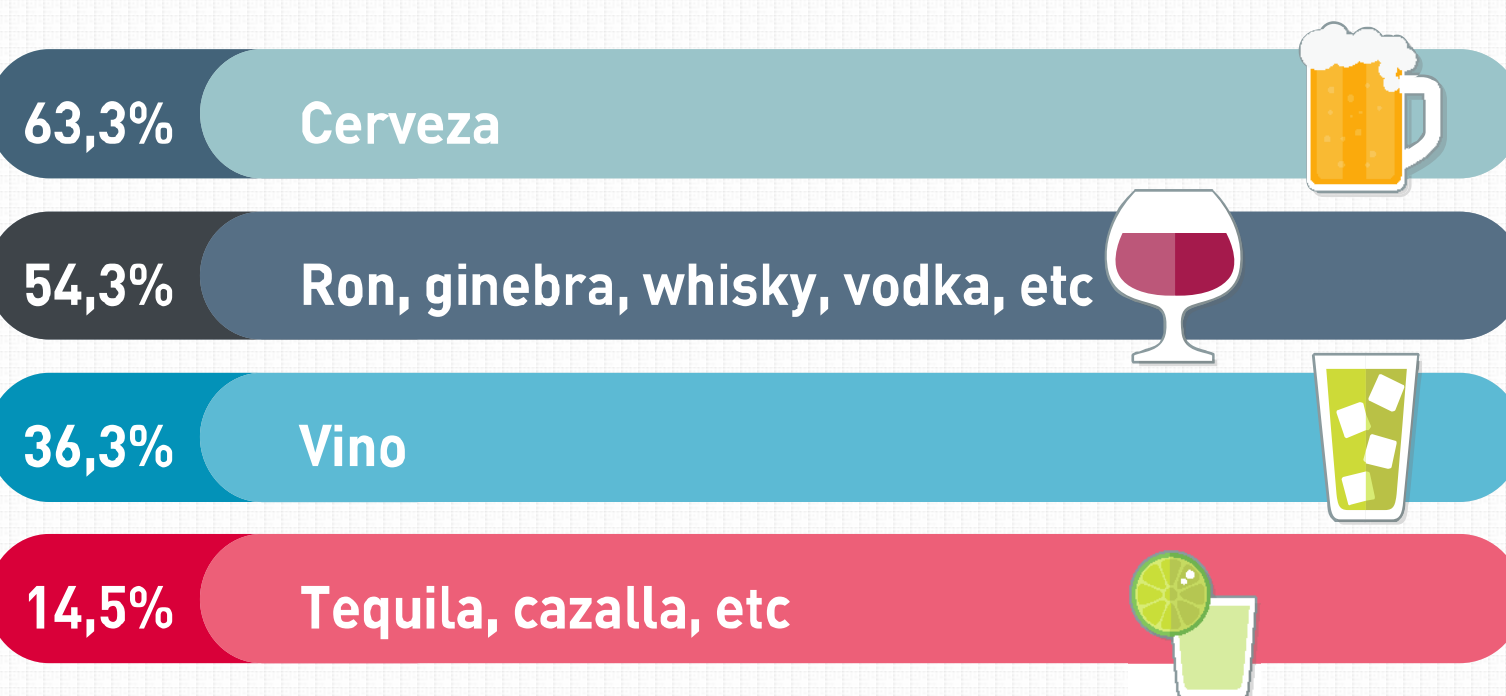 63,3% Cerveza
54,3% Ron, ginebra, whisky, vodka, etc
36,3% Vino
14,5% Tequila, cazalla, etc